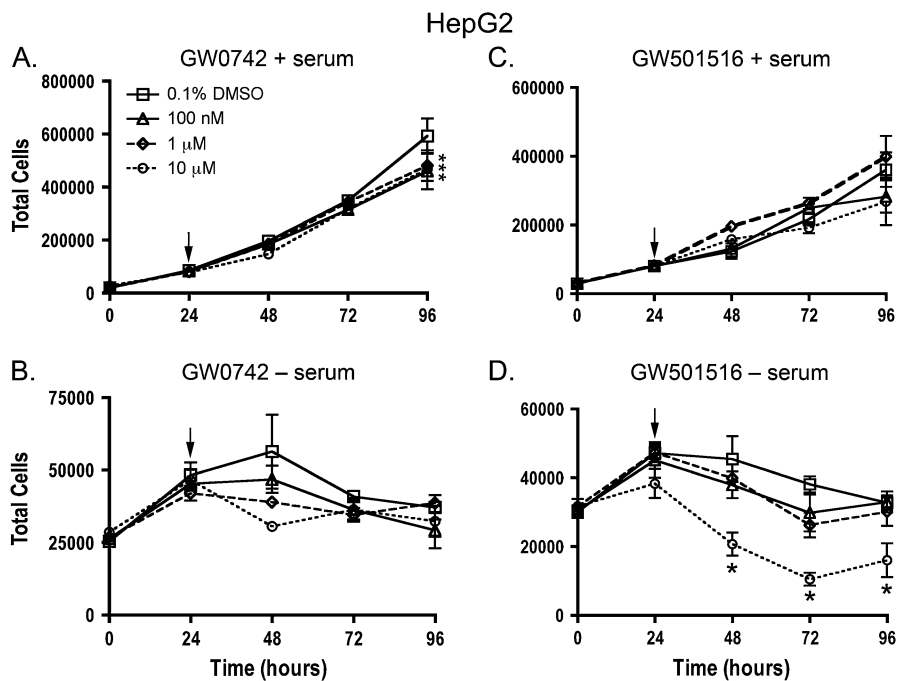 HepG2
A.
GW0742 + serum
800000
600000
400000
200000
0
Total Cells
0.1% DMSO
100 nM
1 μM
10 μM
***
0 24 48 72 96
C.
GW501516 + serum
600000
400000
200000
0
0 24 48 72 96
B.
GW0742 – serum
75000
50000
25000
0
Total Cells
0 24 48 72 96
Time (hours)
D.
GW501516 – serum
60000
40000
20000
0
* * *
0 24 48 72 96
Time (hours)